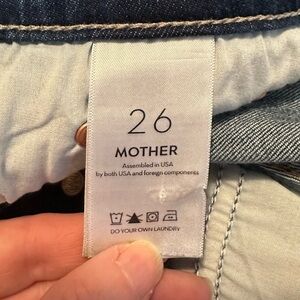 26
MOTHER
Assembled in USA
by both USA and foreign components
DO YOUR OWN LAUNDRY